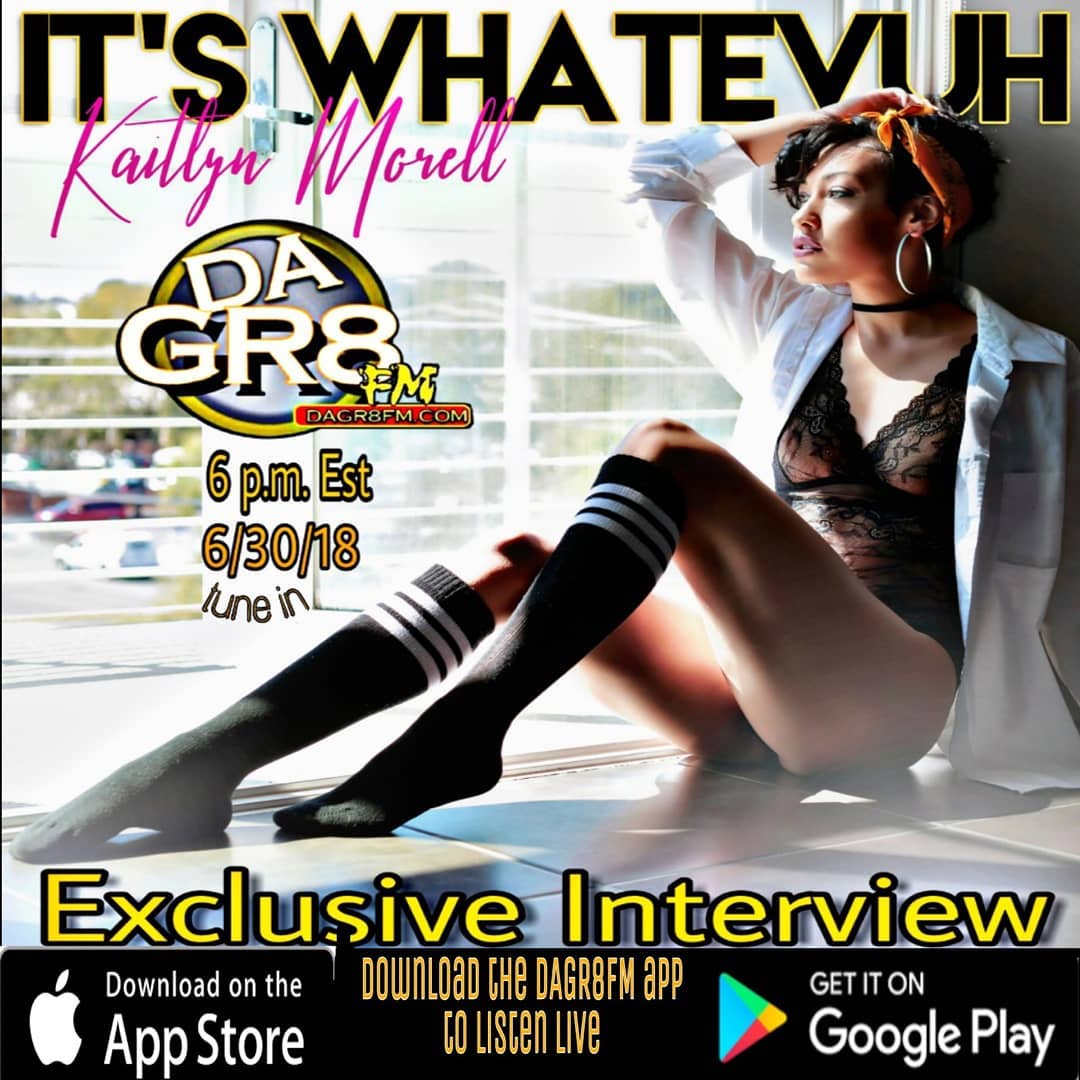 IT'S WHATEVUH
Kaitlyn Morell
DA
GR8
FM
DAGR8FM.COM
6 p.m. Est
6/30/18
tune in
Exclusive Interview
Download on the
App Store
DOWNLOAD THE DAGR8FM APP
TO LISTEN LIVE
GET IT ON
Google Play